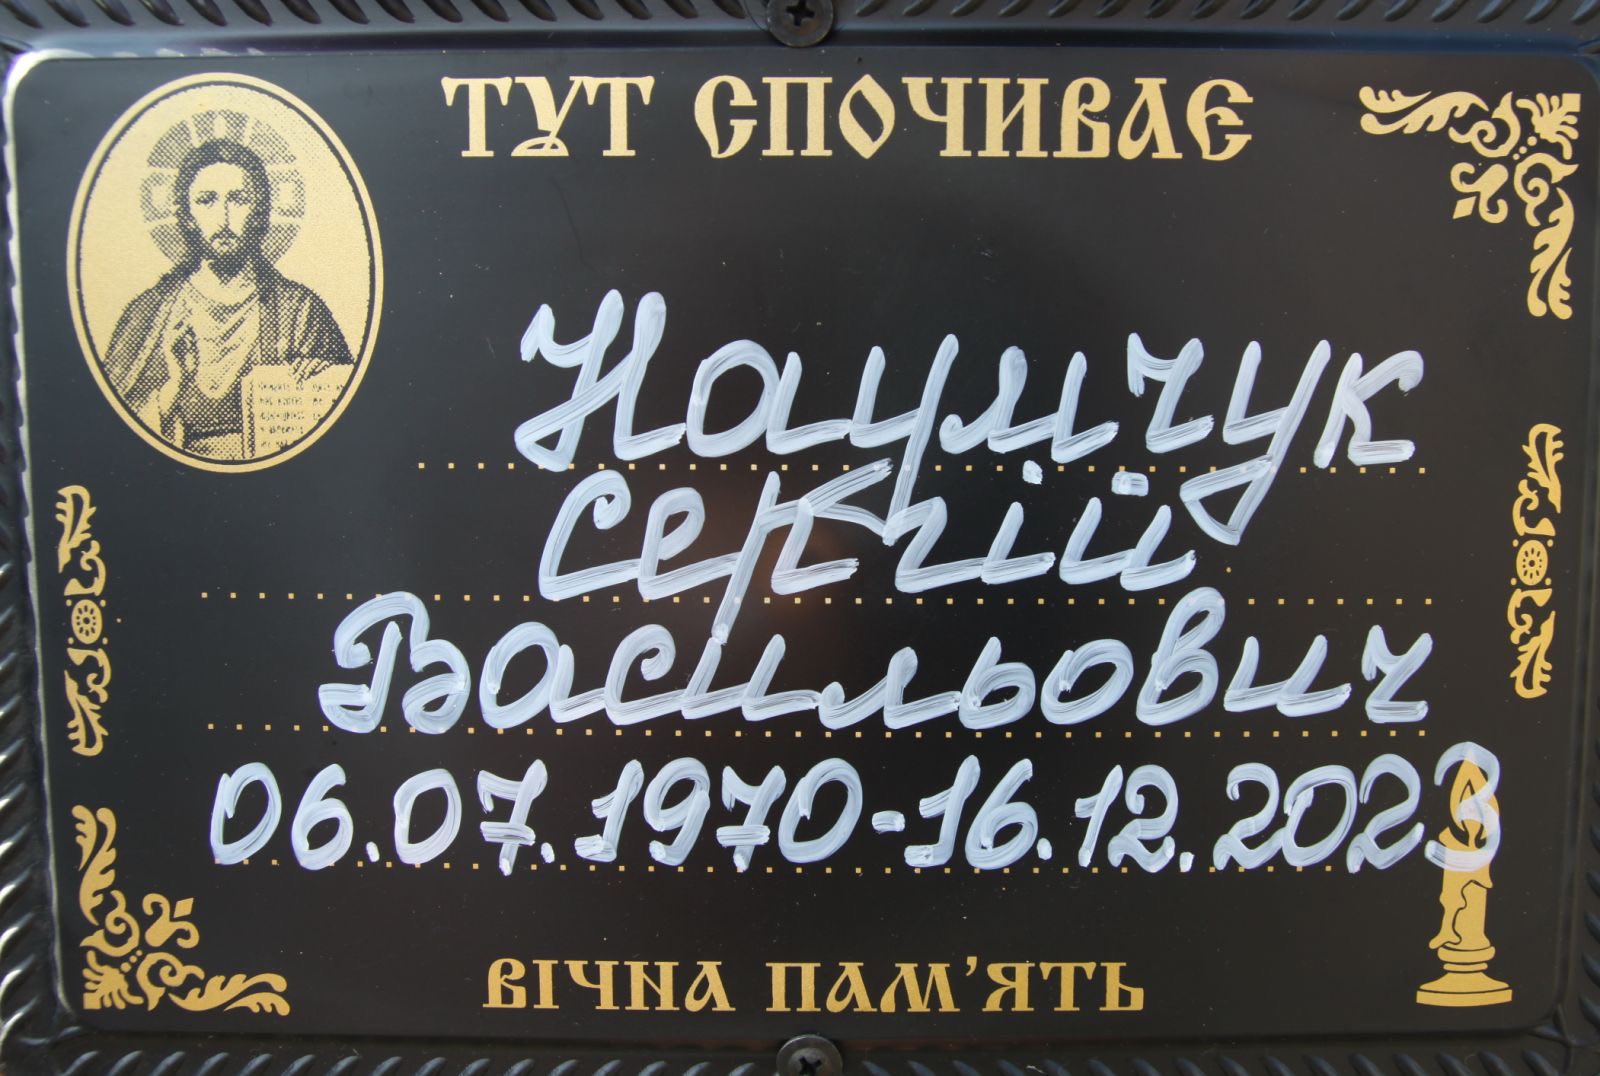 ТУТ СПОЧИВАЄ
Наумчук
Сергій
Васильович
06.07.1970-16.12.2023
ВІЧНА ПАМ'ЯТЬ